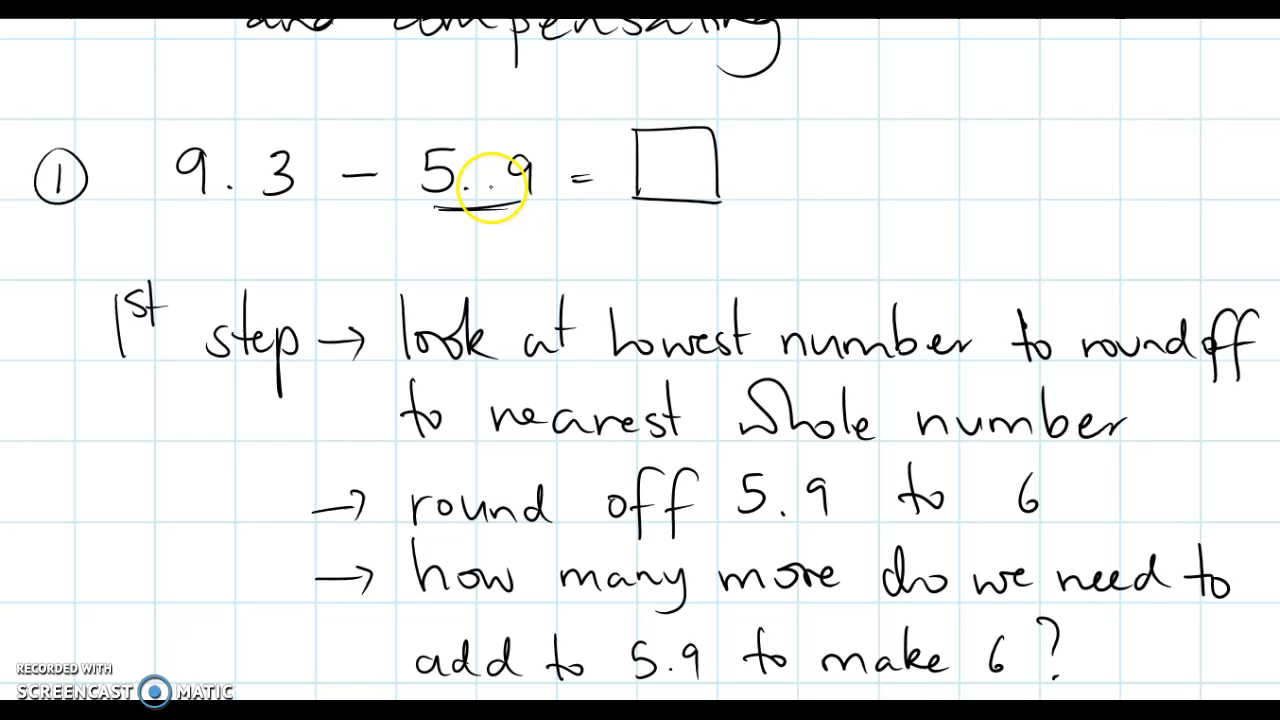 and compensating
① 9.3 - 5.9 = □
1st step → look at lowest number to round off
to nearest whole number
→ round off 5.9 to 6
→ how many more do we need to
add to 5.9 to make 6?
RECORDED WITH
SCREENCAST MATIC